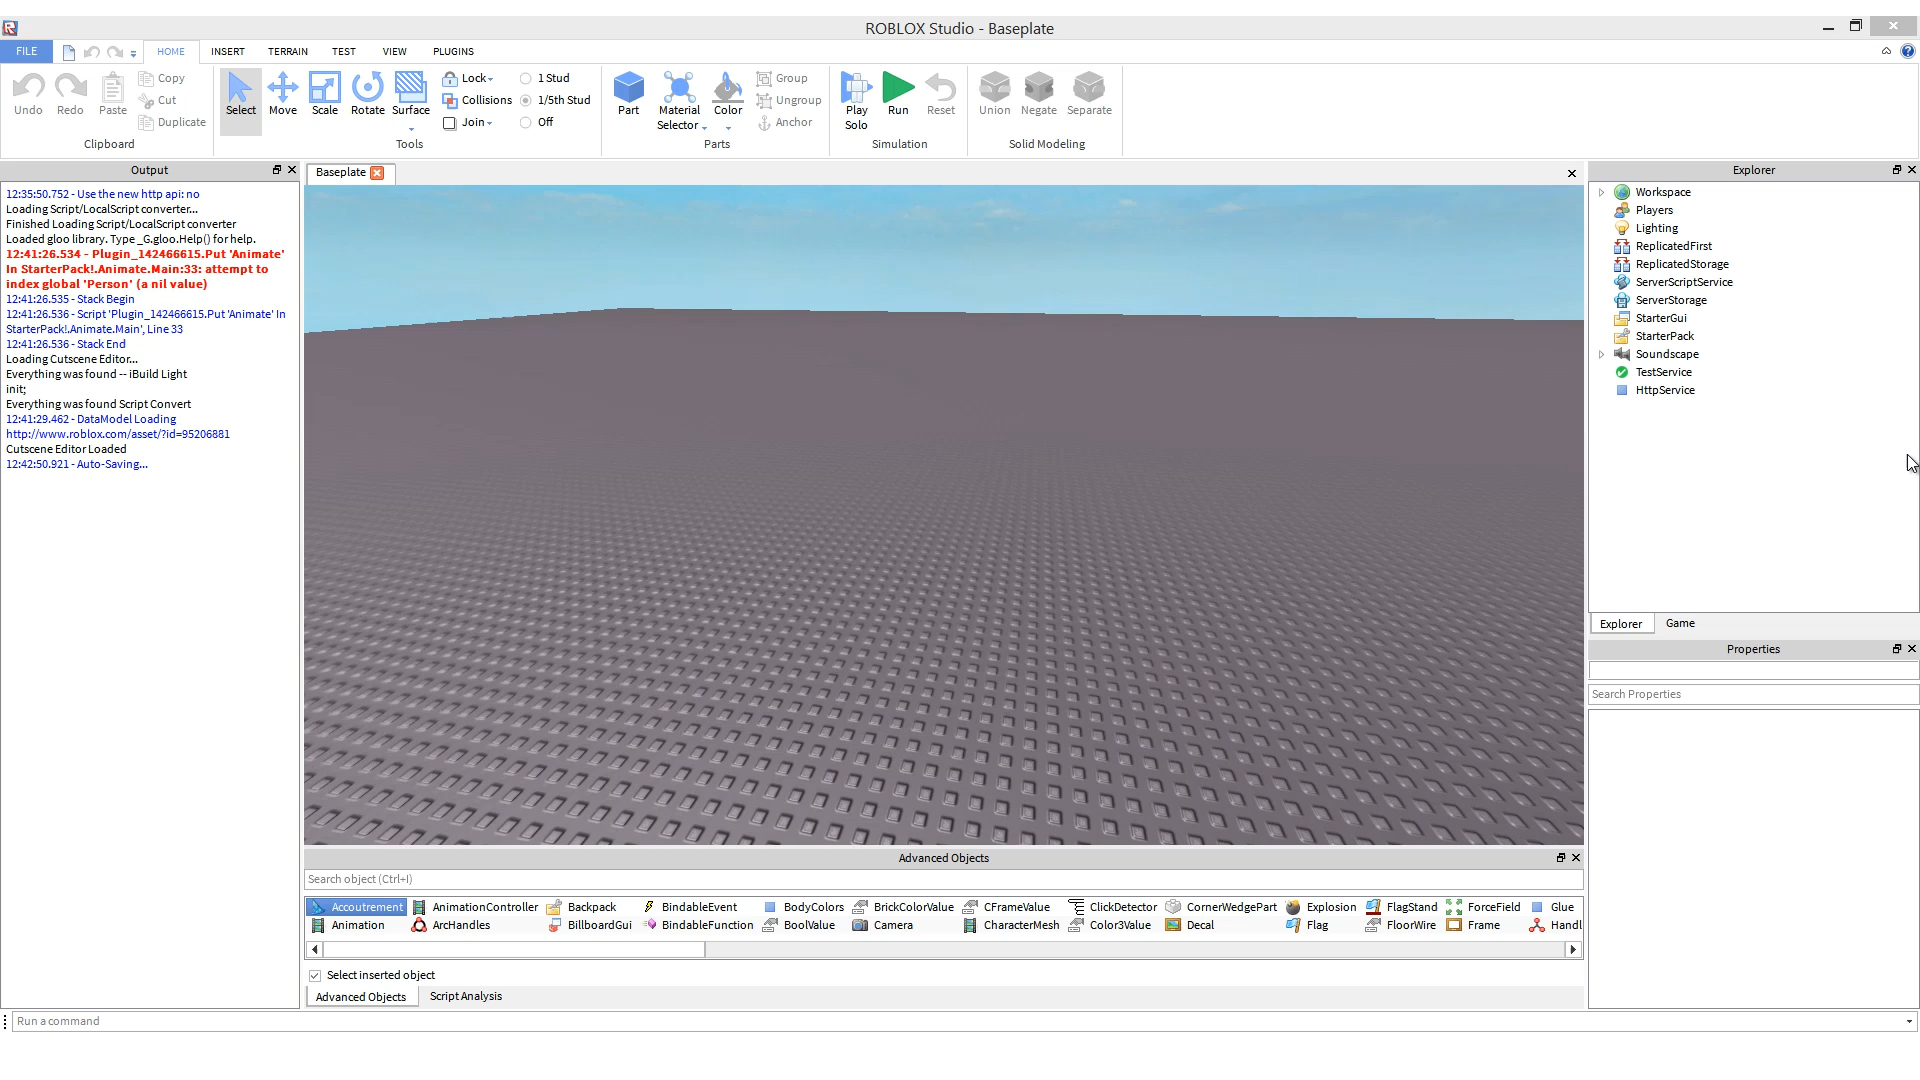 ROBLOX Studio - Baseplate
FILE HOME INSERT TERRAIN TEST VIEW PLUGINS
Undo Redo Paste Copy Cut Duplicate
Clipboard
Select Move Scale Rotate Surface Lock Collisions Join 1 Stud 1/5th Stud Off
Tools
Part Material Selector Color Group Ungroup Anchor
Parts
Play Solo Run Reset
Simulation
Union Negate Separate
Solid Modeling
Output
12:35:50.752 - Use the new http api: no
Loading Script/LocalScript converter...
Finished Loading Script/LocalScript converter
Loaded gloo library. Type _G.gloo.Help() for help.
12:41:26.534 - Plugin_142466615.Put 'Animate'
In StarterPack!.Animate.Main:33: attempt to
index global 'Person' (a nil value)
12:41:26.535 - Stack Begin
12:41:26.536 - Script 'Plugin_142466615.Put 'Animate' In
StarterPack!.Animate.Main', Line 33
12:41:26.536 - Stack End
Loading Cutscene Editor...
Everything was found -- iBuild Light
init;
Everything was found Script Convert
12:41:29.462 - DataModel Loading
http://www.roblox.com/asset/?id=95206881
Cutscene Editor Loaded
12:42:50.921 - Auto-Saving...
Baseplate
Explorer
Workspace
Players
Lighting
ReplicatedFirst
ReplicatedStorage
ServerScriptService
ServerStorage
StarterGui
StarterPack
Soundscape
TestService
HttpService
Explorer Game
Properties
Search Properties
Advanced Objects
Search object (Ctrl+I)
Accoutrement AnimationController Backpack BindableEvent BodyColors BrickColorValue CFrameValue ClickDetector CornerWedgePart Explosion FlagStand ForceField Glue
Animation ArcHandles BillboardGui BindableFunction BoolValue Camera CharacterMesh Color3Value Decal Flag FloorWire Frame Handl
Select inserted object
Advanced Objects Script Analysis
Run a command